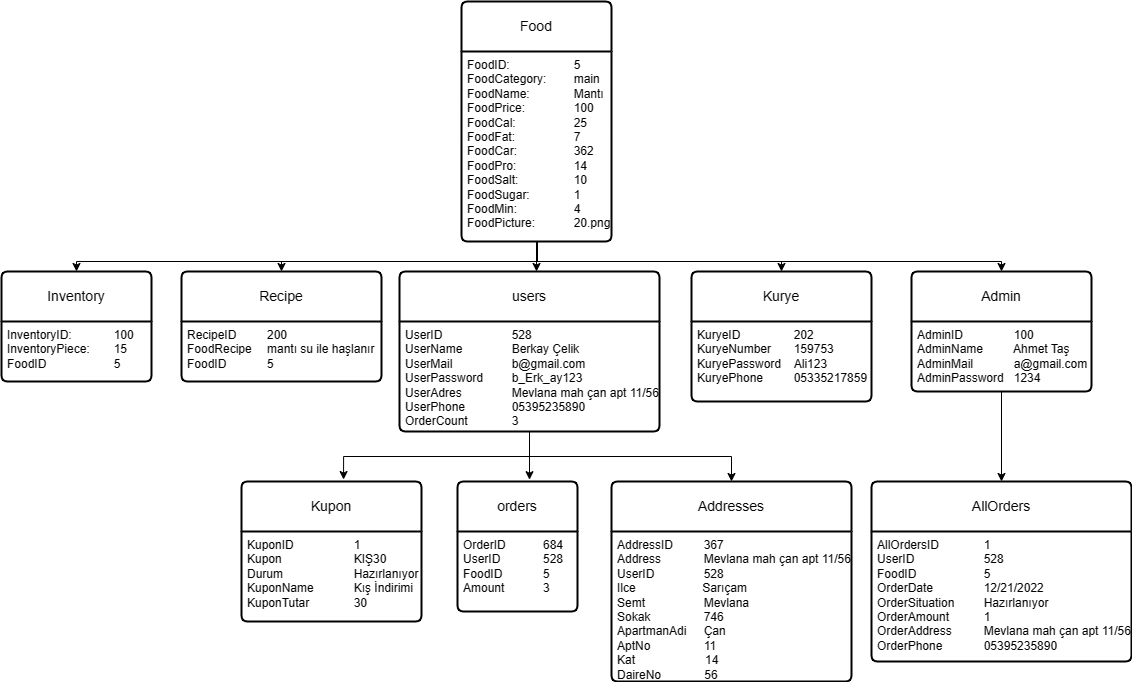 Food
FoodID: 5
FoodCategory: main
FoodName: Mantı
FoodPrice: 100
FoodCal: 25
FoodFat: 7
FoodCar: 362
FoodPro: 14
FoodSalt: 10
FoodSugar: 1
FoodMin: 4
FoodPicture: 20.png
Inventory
InventoryID: 100
InventoryPiece: 15
FoodID 5
Recipe
RecipeID 200
FoodRecipe mantı su ile haşlanır
FoodID 5
users
UserID 528
UserName Berkay Çelik
UserMail b@gmail.com
UserPassword b_Erk_ay123
UserAdres Mevlana mah çan apt 11/56
UserPhone 05395235890
OrderCount 3
Kurye
KuryeID 202
KuryeNumber 159753
KuryePassword Ali123
KuryePhone 05335217859
Admin
AdminID 100
AdminName Ahmet Taş
AdminMail a@gmail.com
AdminPassword 1234
Kupon
KuponID 1
Kupon KIŞ30
Durum Hazırlanıyor
KuponName Kış İndirimi
KuponTutar 30
orders
OrderID 684
UserID 528
FoodID 5
Amount 3
Addresses
AddressID 367
Address Mevlana mah çan apt 11/56
UserID 528
Ilce Sarıçam
Semt Mevlana
Sokak 746
ApartmanAdi Çan
AptNo 11
Kat 14
DaireNo 56
AllOrders
AllOrdersID 1
UserID 528
FoodID 5
OrderDate 12/21/2022
OrderSituation Hazırlanıyor
OrderAmount 1
OrderAddress Mevlana mah çan apt 11/56
OrderPhone 05395235890